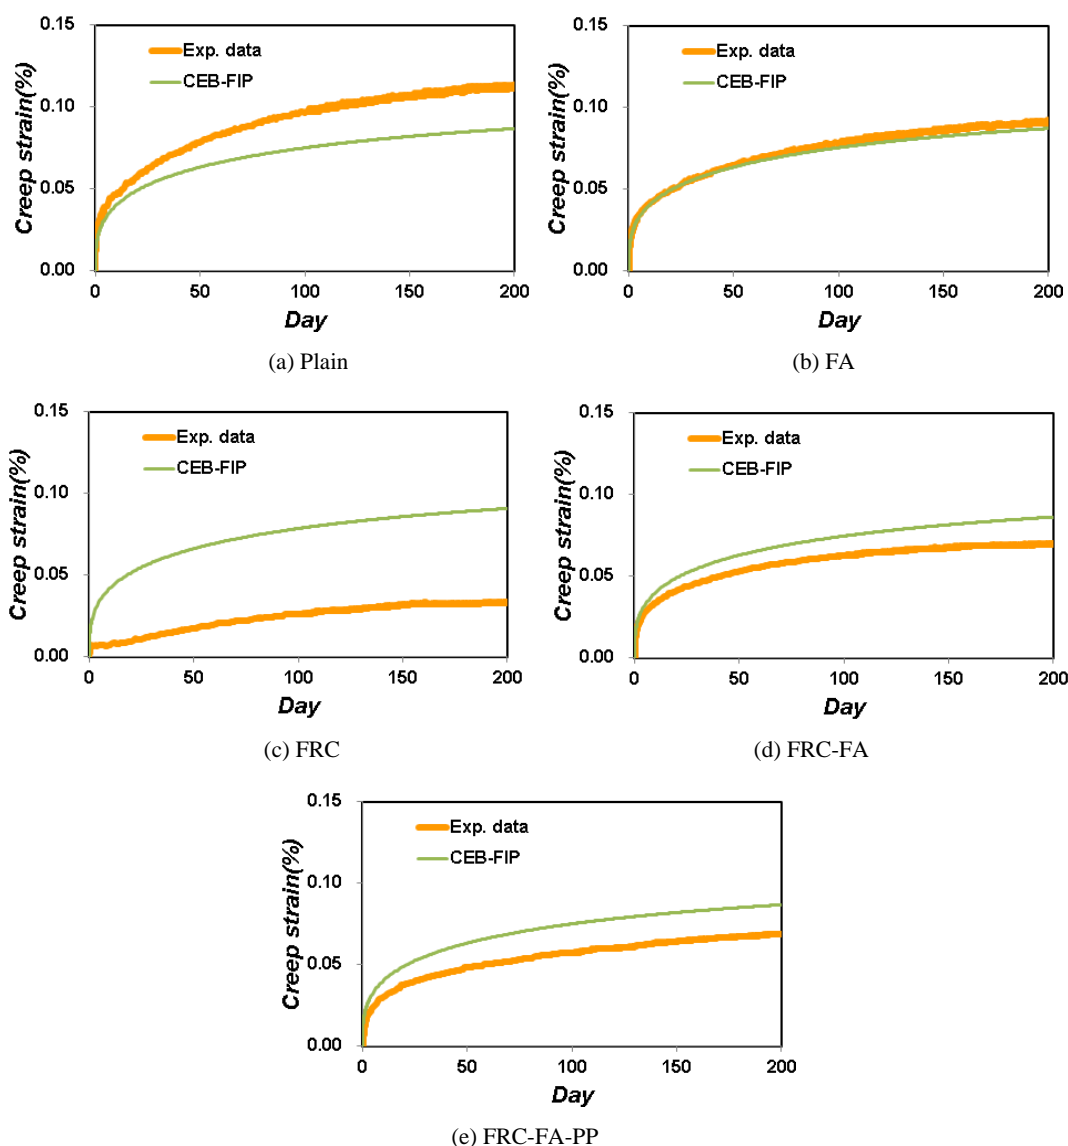 0.15
0.10
0.05
0.00
Creep strain(%)
Exp. data
CEB-FIP
0 50 100 150 200
Day
(a) Plain
0.15
0.10
0.05
0.00
Creep strain(%)
Exp. data
CEB-FIP
0 50 100 150 200
Day
(b) FA
0.15
0.10
0.05
0.00
Creep strain(%)
Exp. data
CEB-FIP
0 50 100 150 200
Day
(c) FRC
0.15
0.10
0.05
0.00
Creep strain(%)
Exp. data
CEB-FIP
0 50 100 150 200
Day
(d) FRC-FA
0.15
0.10
0.05
0.00
Creep strain(%)
Exp. data
CEB-FIP
0 50 100 150 200
Day
(e) FRC-FA-PP